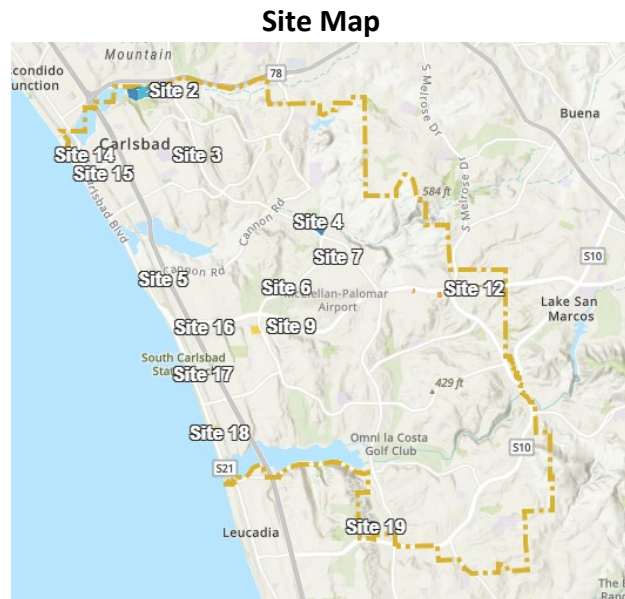 Site Map
Mountain
scondido
unction
78
S Melrose Dr
Buena
Site 2
Carlsbad
Site 14
Site 3
Site 15
Carlsbad Blvd
S Melrose Dr
584 ft
Cannon Rd
Site 4
Site 7
S10
Cannon Rd
Site 5
Site 6
McClellan-Palomar
Airport
Site 12
Lake San
Marcos
Site 16
Site 9
South Carlsbad
Stat
Site 17
429 ft
Site 18
Omni la Costa
Golf Club
S10
S21
Leucadia
Site 19
The
Ran